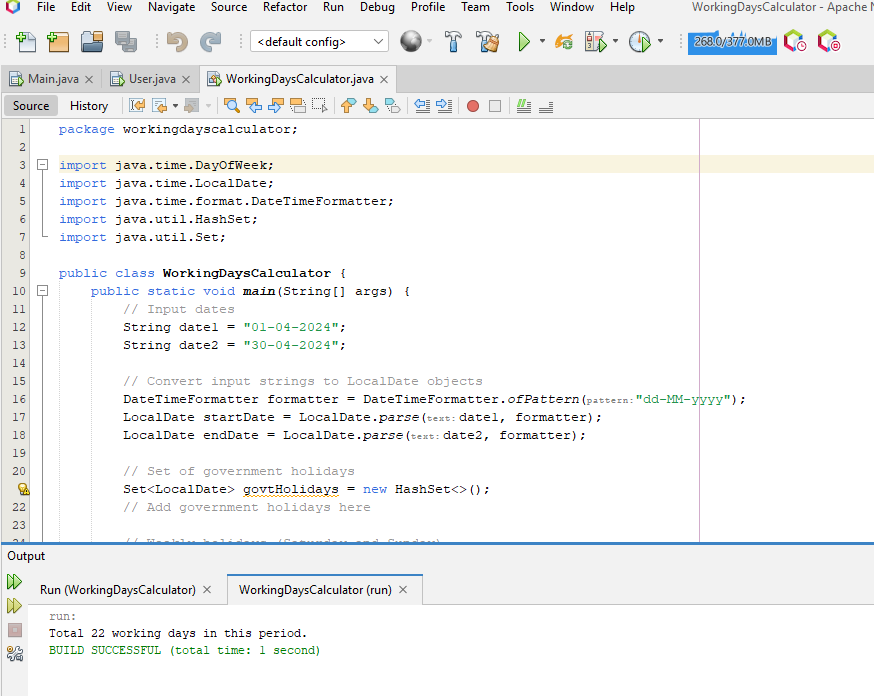 File Edit View Navigate Source Refactor Run Debug Profile Team Tools Window Help WorkingDaysCalculator - Apache N
<default config> 268.0/377.0MB
Main.java User.java WorkingDaysCalculator.java
Source History
1 package workingdayscalculator;
2
3 import java.time.DayOfWeek;
4 import java.time.LocalDate;
5 import java.time.format.DateTimeFormatter;
6 import java.util.HashSet;
7 import java.util.Set;
8
9 public class WorkingDaysCalculator {
10 public static void main(String[] args) {
11 // Input dates
12 String date1 = "01-04-2024";
13 String date2 = "30-04-2024";
14
15 // Convert input strings to LocalDate objects
16 DateTimeFormatter formatter = DateTimeFormatter.ofPattern(pattern:"dd-MM-yyyy");
17 LocalDate startDate = LocalDate.parse(text:date1, formatter);
18 LocalDate endDate = LocalDate.parse(text:date2, formatter);
19
20 // Set of government holidays
Set<LocalDate> govtHolidays = new HashSet<>();
22 // Add government holidays here
23
24 // Weekly holidays (Saturday and Sunday)
Output
Run (WorkingDaysCalculator) WorkingDaysCalculator (run)
run:
Total 22 working days in this period.
BUILD SUCCESSFUL (total time: 1 second)